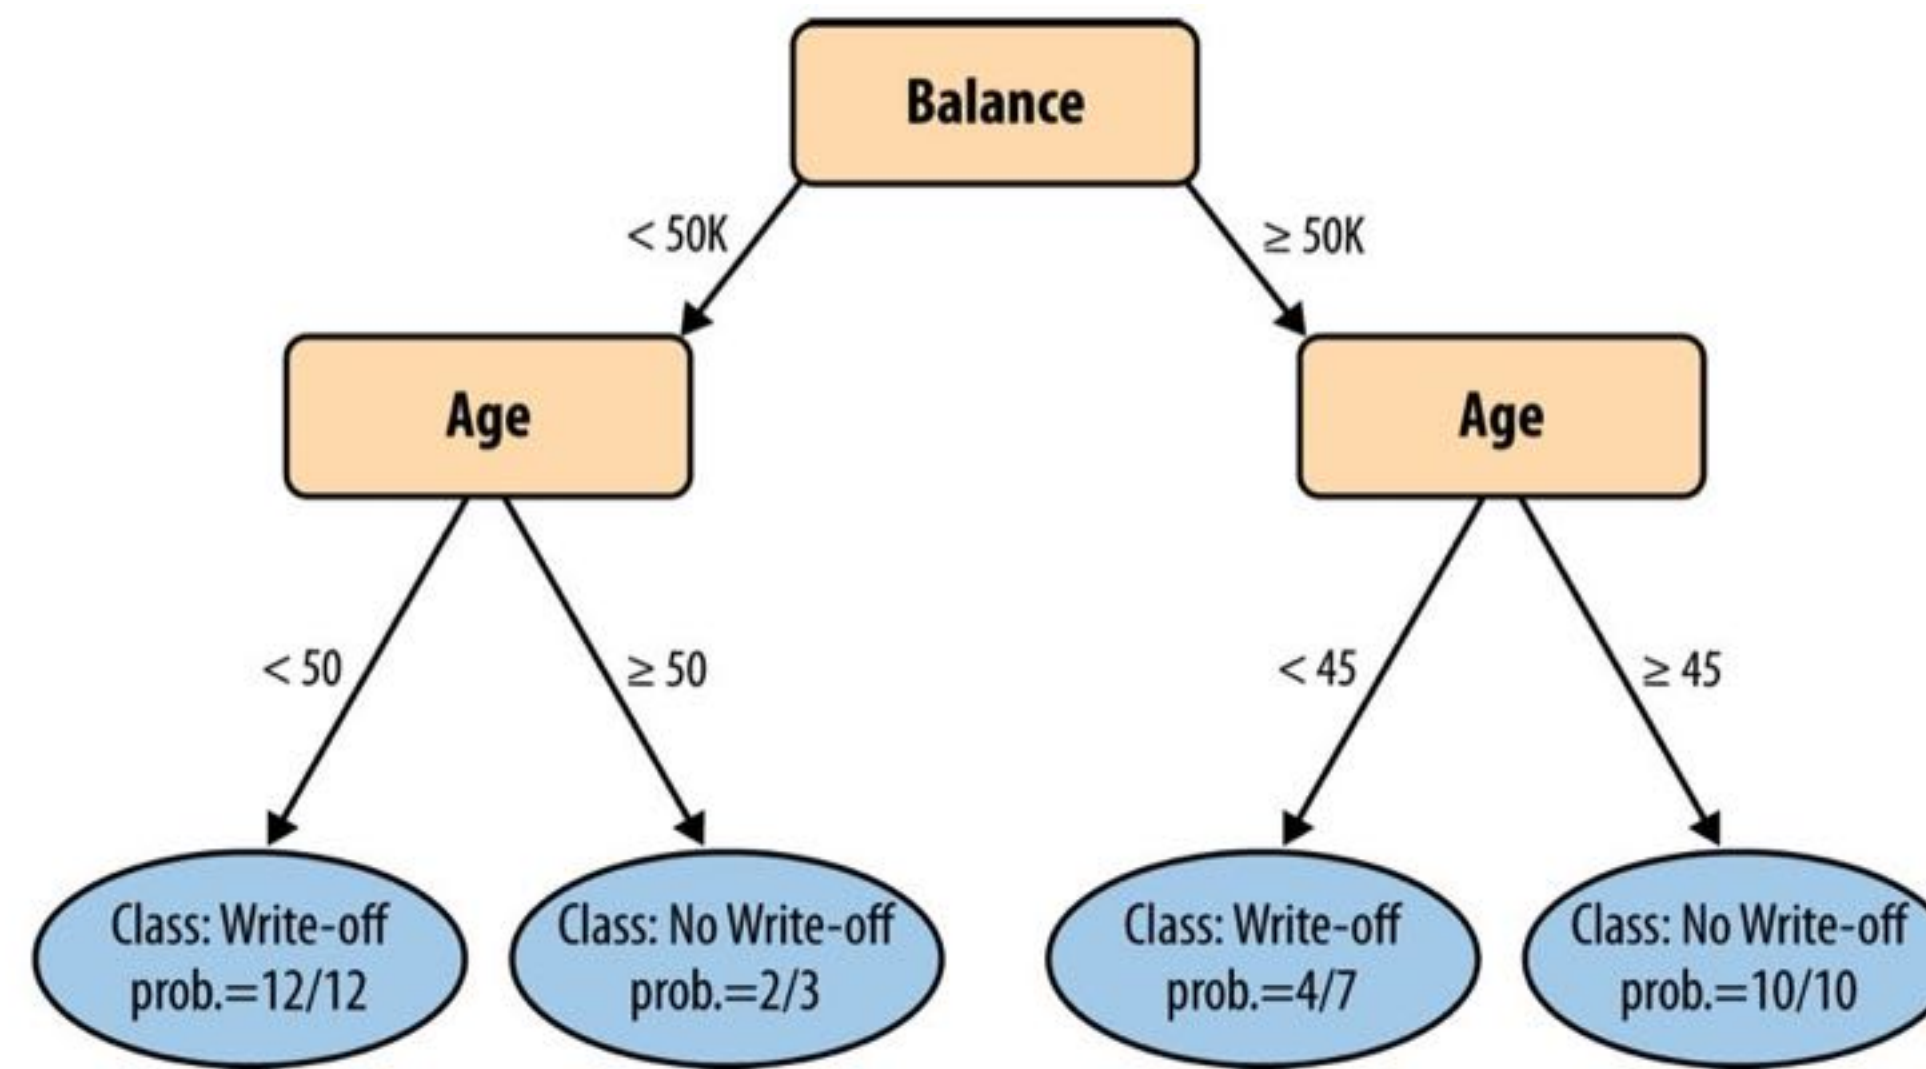 Balance
< 50K
≥ 50K
Age
Age
< 50
≥ 50
< 45
≥ 45
Class: Write-off
prob.=12/12
Class: No Write-off
prob.=2/3
Class: Write-off
prob.=4/7
Class: No Write-off
prob.=10/10